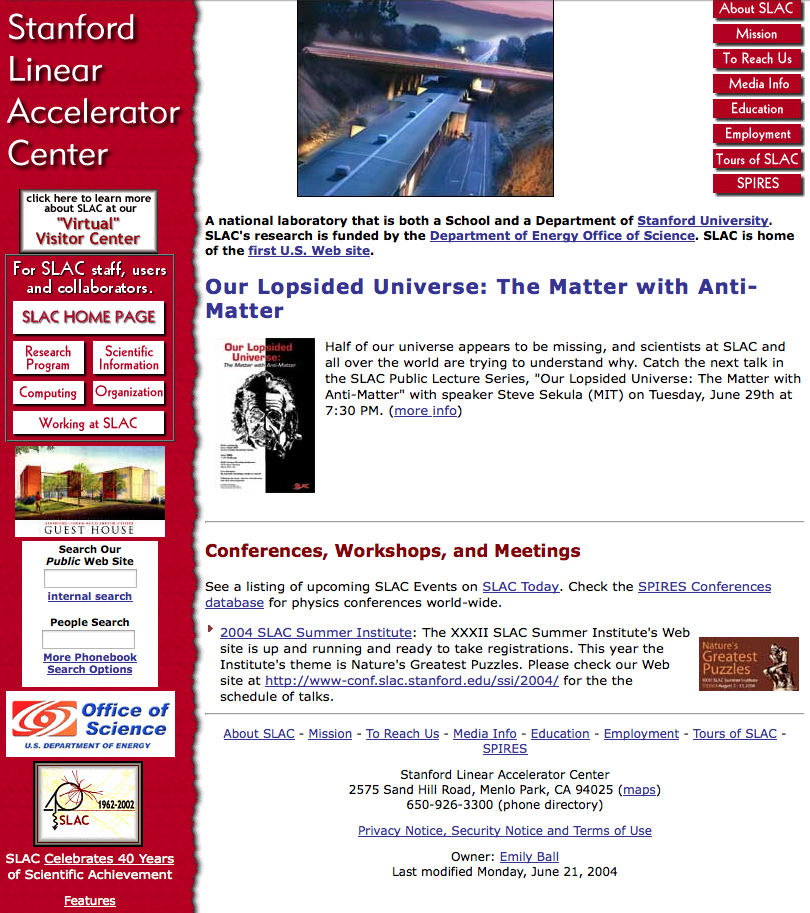 Stanford
Linear
Accelerator
Center
click here to learn more
about SLAC at our
"Virtual"
Visitor Center
For SLAC staff, users
and collaborators.
SLAC HOME PAGE
Research
Program
Scientific
Information
Computing
Organization
Working at SLAC
STANFORD LINEAR ACCELERATOR CENTER
GUEST HOUSE
Search Our
Public Web Site
internal search
People Search
More Phonebook
Search Options
Office of
Science
U.S. DEPARTMENT OF ENERGY
40
1962-2002
SLAC
SLAC Celebrates 40 Years
of Scientific Achievement
Features
About SLAC
Mission
To Reach Us
Media Info
Education
Employment
Tours of SLAC
SPIRES
A national laboratory that is both a School and a Department of Stanford University.
SLAC's research is funded by the Department of Energy Office of Science. SLAC is home
of the first U.S. Web site.
Our Lopsided Universe: The Matter with Anti-
Matter
Our Lopsided
Universe:
The Matter with Anti-Matter
Half of our universe appears to be missing, and scientists at SLAC and
all over the world are trying to understand why. Catch the next talk in
the SLAC Public Lecture Series, "Our Lopsided Universe: The Matter with
Anti-Matter" with speaker Steve Sekula (MIT) on Tuesday, June 29th at
7:30 PM. (more info)
Conferences, Workshops, and Meetings
See a listing of upcoming SLAC Events on SLAC Today. Check the SPIRES Conferences
database for physics conferences world-wide.
2004 SLAC Summer Institute: The XXXII SLAC Summer Institute's Web
site is up and running and ready to take registrations. This year the
Institute's theme is Nature's Greatest Puzzles. Please check our Web
site at http://www-conf.slac.stanford.edu/ssi/2004/ for the the
schedule of talks.
Nature's
Greatest
Puzzles
About SLAC - Mission - To Reach Us - Media Info - Education - Employment - Tours of SLAC -
SPIRES
Stanford Linear Accelerator Center
2575 Sand Hill Road, Menlo Park, CA 94025 (maps)
650-926-3300 (phone directory)
Privacy Notice, Security Notice and Terms of Use
Owner: Emily Ball
Last modified Monday, June 21, 2004